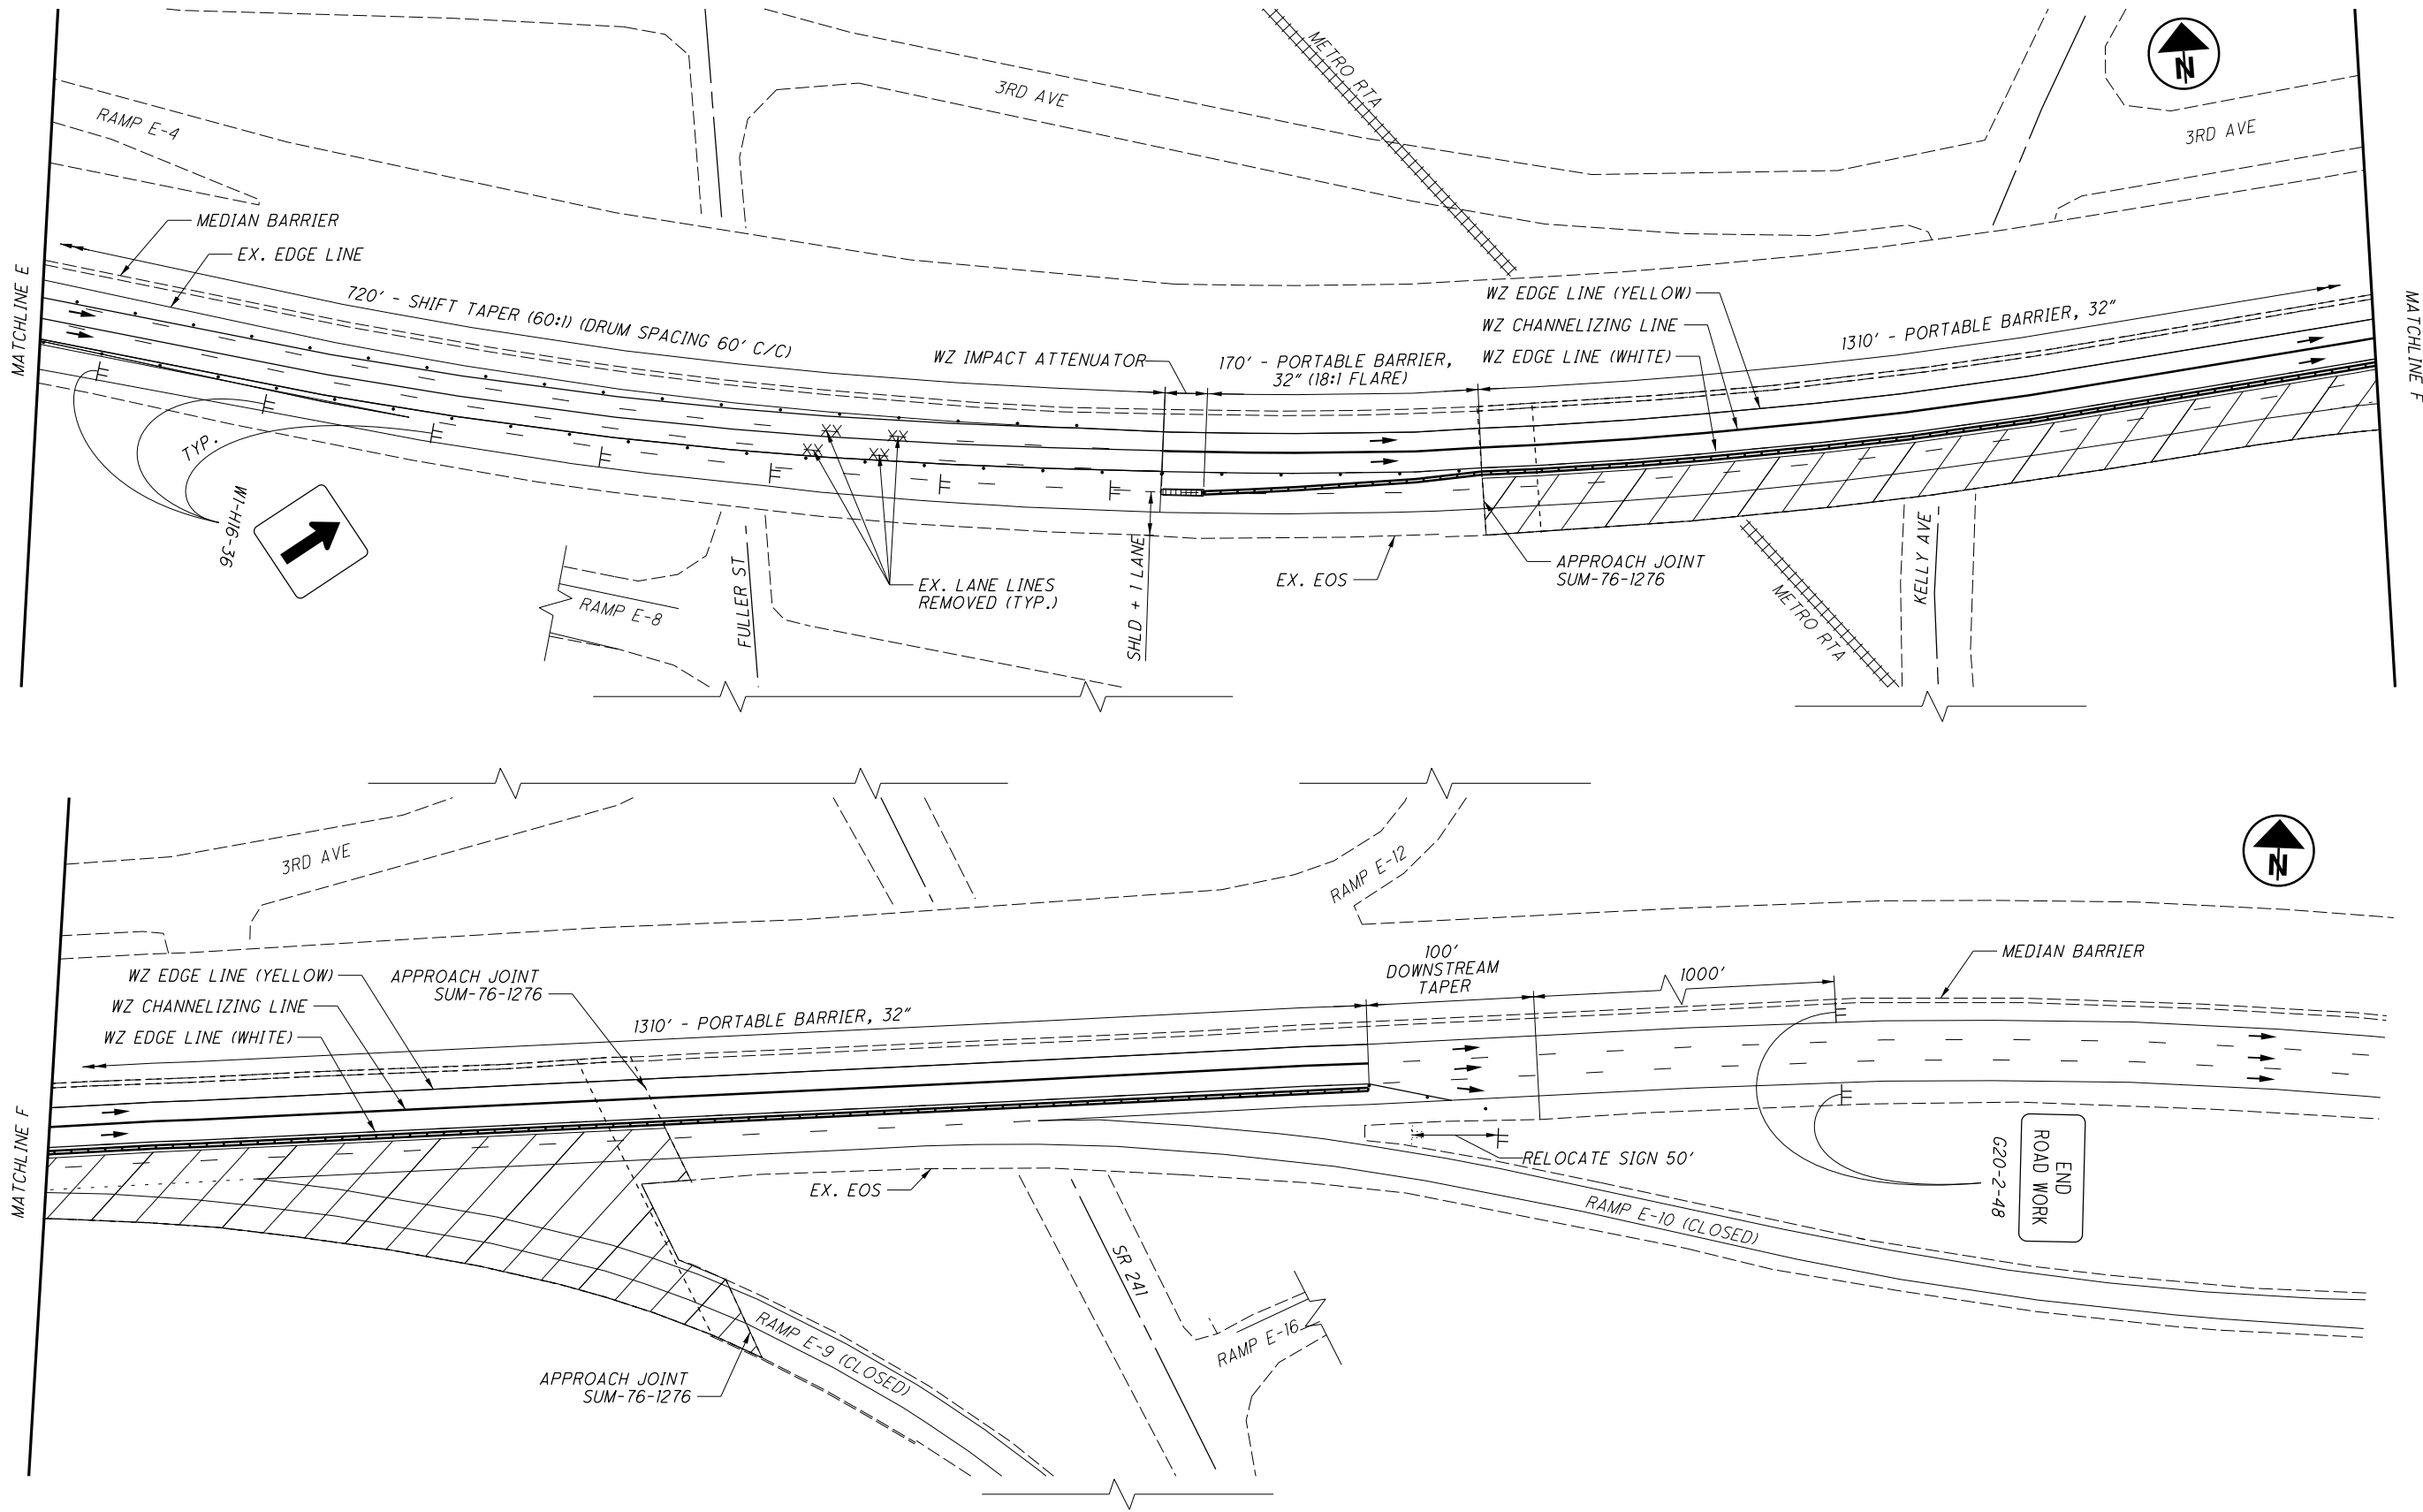 METRO RTA
N
3RD AVE
3RD AVE
RAMP E-4
MEDIAN BARRIER
EX. EDGE LINE
MATCHLINE E
720' - SHIFT TAPER (60:1) (DRUM SPACING 60' C/C)
WZ IMPACT ATTENUATOR
170' - PORTABLE BARRIER,
32" (18:1 FLARE)
WZ EDGE LINE (YELLOW)
WZ CHANNELIZING LINE
WZ EDGE LINE (WHITE)
1310' - PORTABLE BARRIER, 32"
MATCHLINE F
TYP.
W1-H16-36
RAMP E-8
FULLER ST
EX. LANE LINES
REMOVED (TYP.)
SHLD + 1 LANE
EX. EOS
APPROACH JOINT
SUM-76-1276
METRO RTA
KELLY AVE
3RD AVE
RAMP E-12
N
WZ EDGE LINE (YELLOW)
WZ CHANNELIZING LINE
WZ EDGE LINE (WHITE)
APPROACH JOINT
SUM-76-1276
1310' - PORTABLE BARRIER, 32"
100'
DOWNSTREAM
TAPER
1000'
MEDIAN BARRIER
MATCHLINE F
EX. EOS
RELOCATE SIGN 50'
RAMP E-10 (CLOSED)
END
ROAD WORK
G20-2-48
SR 241
RAMP E-16
RAMP E-9 (CLOSED)
APPROACH JOINT
SUM-76-1276